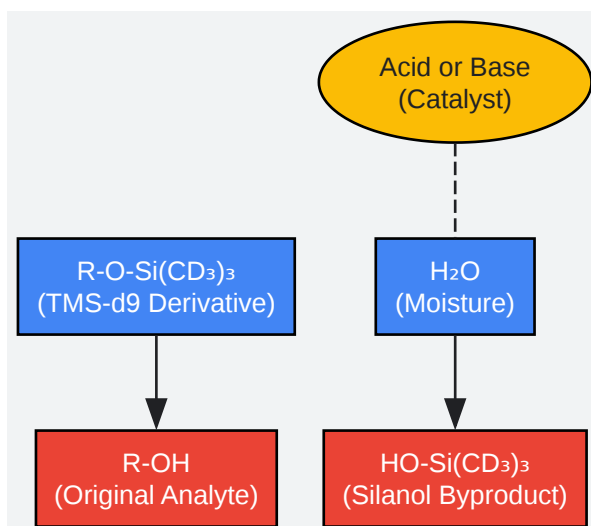 Acid or Base
(Catalyst)
R-O-Si(CD₃)₃
(TMS-d9 Derivative)
H₂O
(Moisture)
R-OH
(Original Analyte)
HO-Si(CD₃)₃
(Silanol Byproduct)